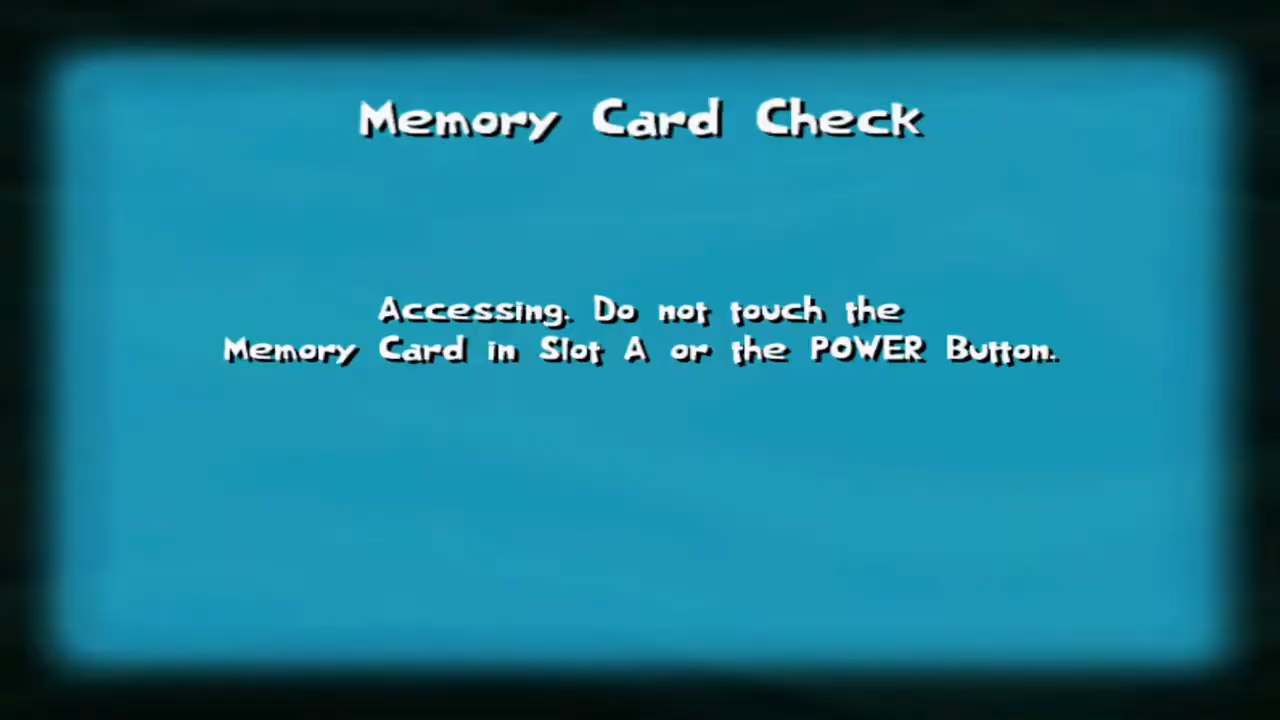 Memory Card Check
Accessing. Do not touch the
Memory Card in Slot A or the POWER Button.